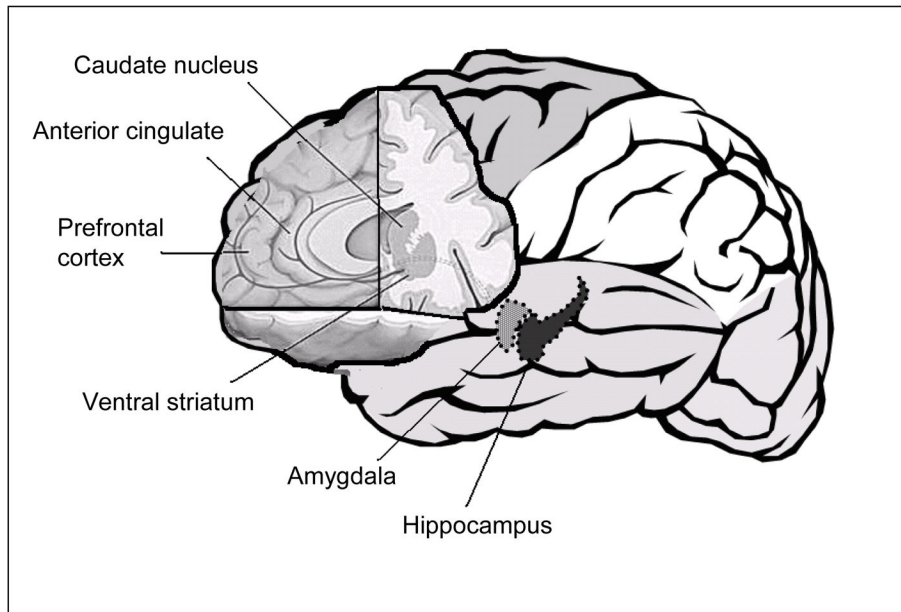 Caudate nucleus
Anterior cingulate
Prefrontal
cortex
Ventral striatum
Amygdala
Hippocampus